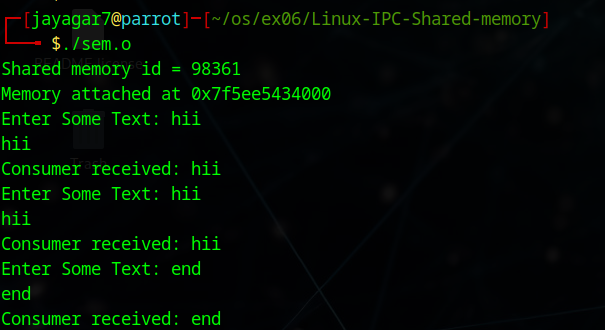 ┌─[jayagar7@parrot]─[~/os/ex06/Linux-IPC-Shared-memory]
└──╼ $./sem.o
Shared memory id = 98361
Memory attached at 0x7f5ee5434000
Enter Some Text: hii
hii
Consumer received: hii
Enter Some Text: hii
hii
Consumer received: hii
Enter Some Text: end
end
Consumer received: end
Trash